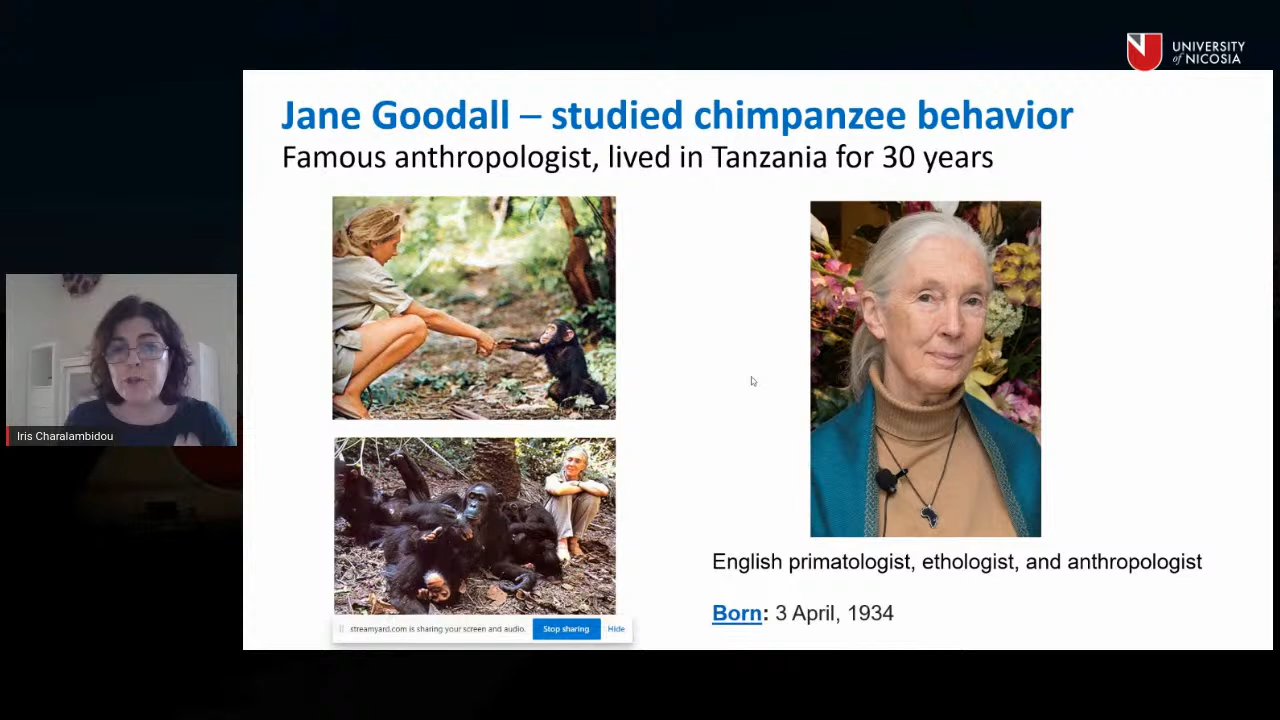 UNIVERSITY
of NICOSIA
Jane Goodall – studied chimpanzee behavior
Famous anthropologist, lived in Tanzania for 30 years
Iris Charalambidou
English primatologist, ethologist, and anthropologist
Born: 3 April, 1934
streamyard.com is sharing your screen and audio. Stop sharing Hide